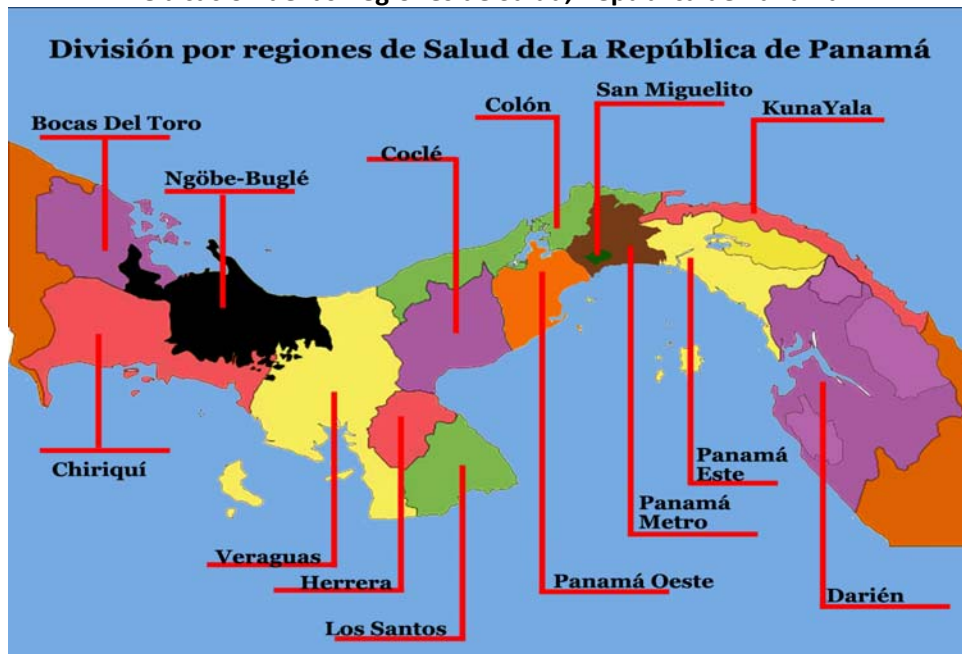 División por regiones de Salud de La República de Panamá
San Miguelito
Colón
KunaYala
Bocas Del Toro
Coclé
Ngöbe-Buglé
Chiriquí
Panamá
Este
Panamá
Metro
Veraguas
Herrera
Panamá Oeste
Darién
Los Santos